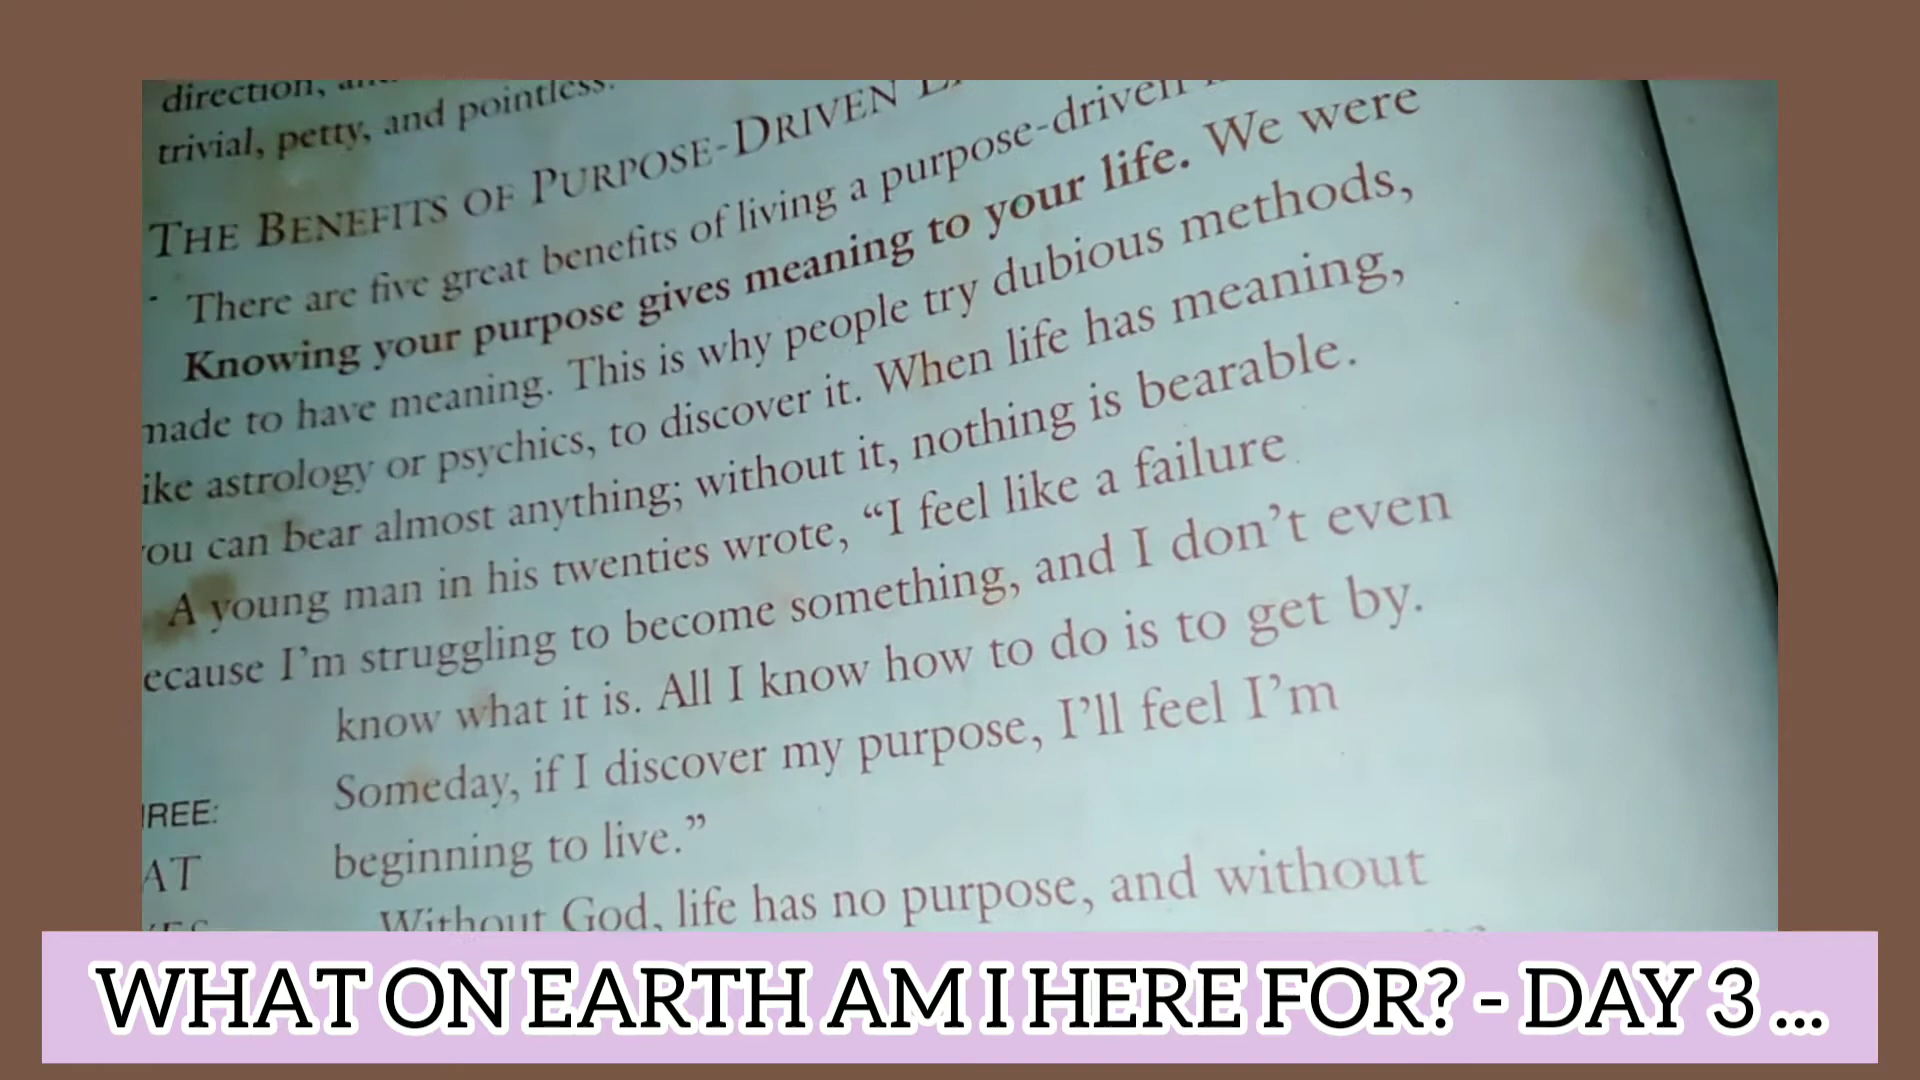 direction,
trivial, petty, and pointless.
THE BENEFITS OF PURPOSE-DRIVEN
There are five great benefits of living a purpose-driven
Knowing your purpose gives meaning to your life. We were
made to have meaning. This is why people try dubious methods,
ike astrology or psychics, to discover it. When life has meaning,
ou can bear almost anything; without it, nothing is bearable.
A young man in his twenties wrote, “I feel like a failure
ecause I’m struggling to become something, and I don’t even
know what it is. All I know how to do is to get by.
Someday, if I discover my purpose, I’ll feel I’m
beginning to live.”
Without God, life has no purpose, and without
REE:
AT
WHAT ON EARTH AM I HERE FOR? - DAY 3 ...